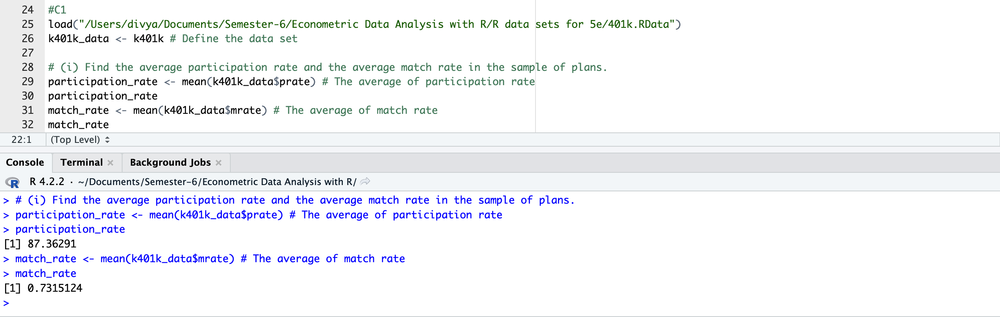 24 #C1
25 load("/Users/divya/Documents/Semester-6/Econometric Data Analysis with R/R data sets for 5e/401k.RData")
26 k401k_data <- k401k # Define the data set
27
28 # (i) Find the average participation rate and the average match rate in the sample of plans.
29 participation_rate <- mean(k401k_data$prate) # The average of participation rate
30 participation_rate
31 match_rate <- mean(k401k_data$mrate) # The average of match rate
32 match_rate
22:1 (Top Level)
Console Terminal Background Jobs
R R 4.2.2 · ~/Documents/Semester-6/Econometric Data Analysis with R/
> # (i) Find the average participation rate and the average match rate in the sample of plans.
> participation_rate <- mean(k401k_data$prate) # The average of participation rate
> participation_rate
[1] 87.36291
> match_rate <- mean(k401k_data$mrate) # The average of match rate
> match_rate
[1] 0.7315124
>